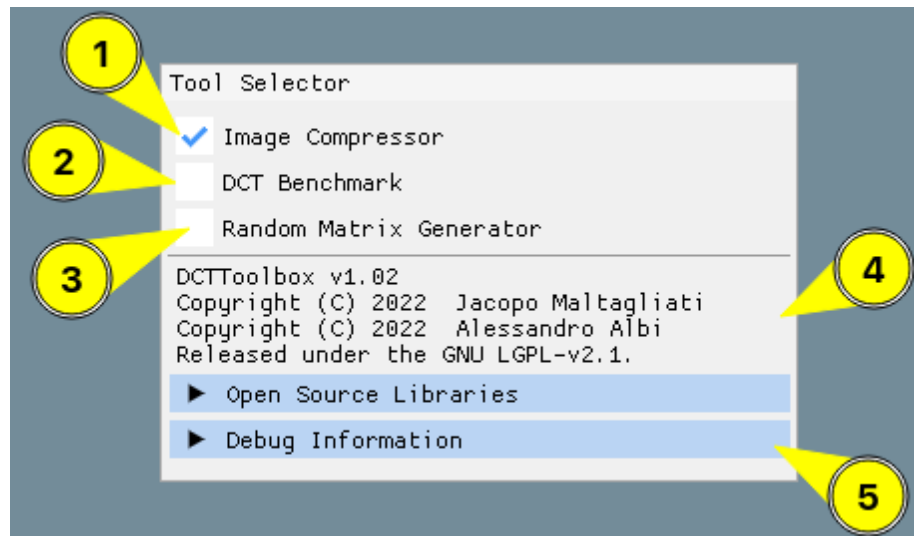 1
Tool Selector
Image Compressor
2
DCT Benchmark
Random Matrix Generator
3
4
DCTToolbox v1.02
Copyright (C) 2022  Jacopo Maltagliati
Copyright (C) 2022  Alessandro Albi
Released under the GNU LGPL-v2.1.
Open Source Libraries
Debug Information
5